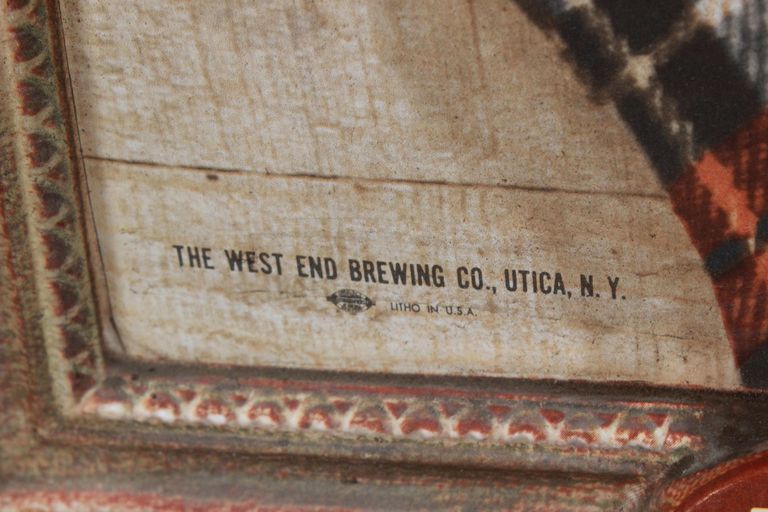 THE WEST END BREWING CO., UTICA, N. Y.
LITHO IN U.S.A.